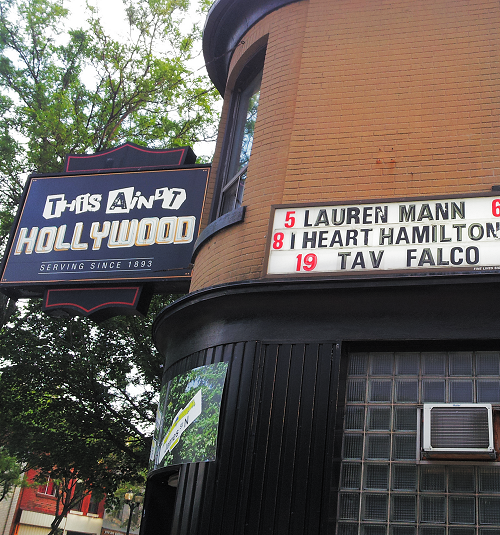 THIS AIN'T
HOLLYWOOD
SERVING SINCE 1893
5 LAUREN MANN 6
8 I HEART HAMILTON
19 TAV FALCO